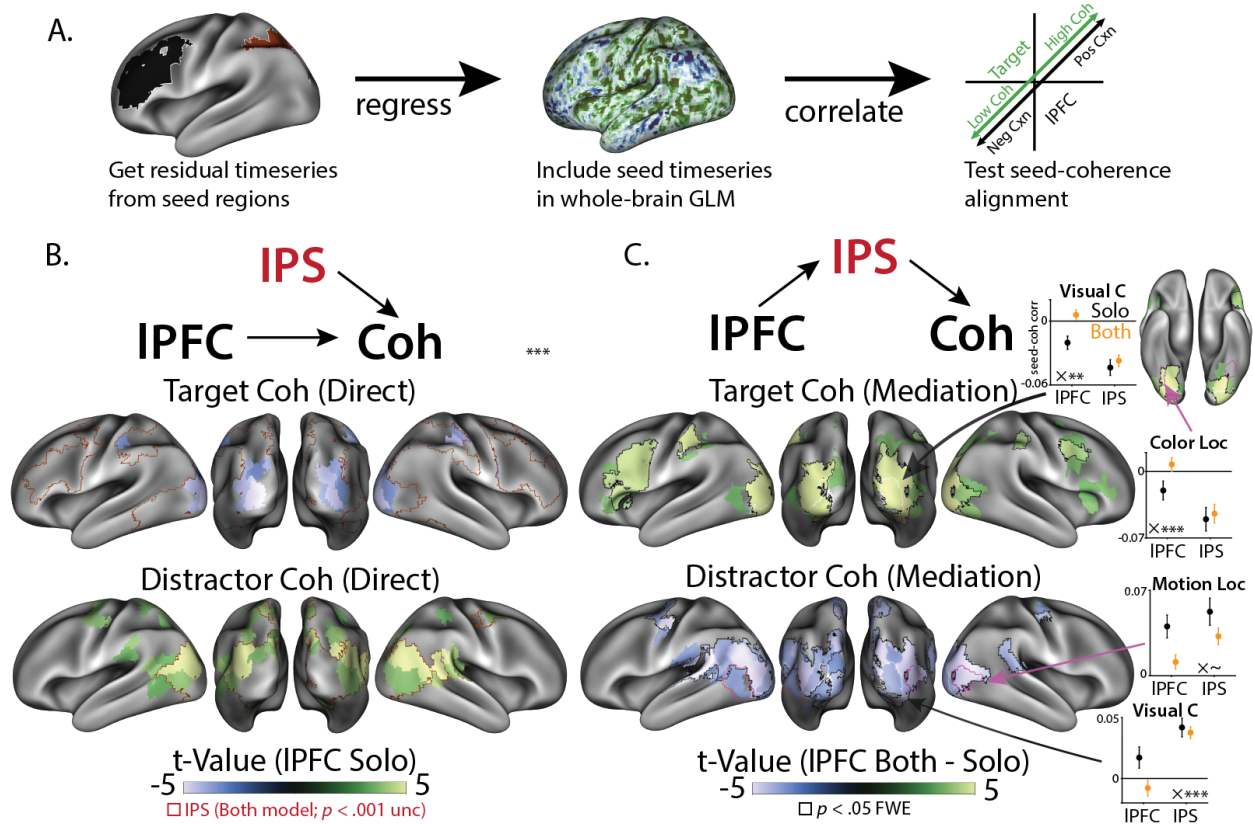 A.
regress
correlate
Target
High Coh
Pos Cxn
Low Coh
Neg Cxn
lPFC
Get residual timeseries
from seed regions
Include seed timeseries
in whole-brain GLM
Test seed-coherence
alignment
B.
IPS
lPFC
Coh
***
Target Coh (Direct)
Distractor Coh (Direct)
t-Value (lPFC Solo)
-5
5
IPS (Both model; p < .001 unc)
C.
IPS
lPFC
Coh
Target Coh (Mediation)
Distractor Coh (Mediation)
t-Value (lPFC Both - Solo)
-5
5
p < .05 FWE
Visual C
Solo
Both
seed-coh corr
0
-0.06
×**
lPFC
IPS
Color Loc
0
-0.07
×***
lPFC
IPS
Motion Loc
0.07
0
×~
lPFC
IPS
Visual C
0.05
0
×***
lPFC
IPS